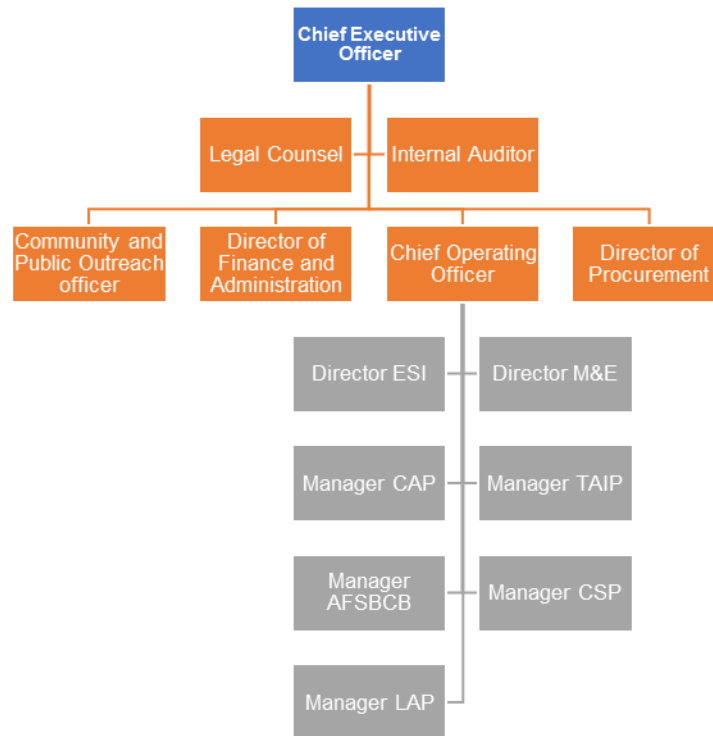 Chief Executive
Officer
Legal Counsel
Internal Auditor
Community and
Public Outreach
officer
Director of
Finance and
Administration
Chief Operating
Officer
Director of
Procurement
Director ESI
Director M&E
Manager CAP
Manager TAIP
Manager
AFSBCB
Manager CSP
Manager LAP